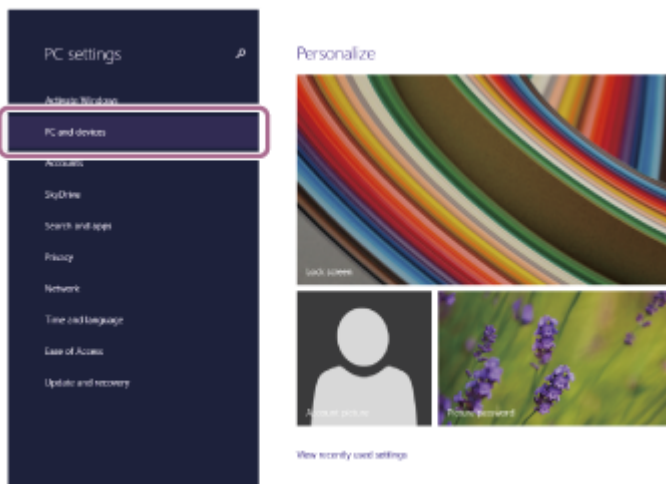 PC settings
Activate Windows
PC and devices
Accounts
SkyDrive
Search and apps
Privacy
Network
Time and language
Ease of Access
Update and recovery
Personalize
Lock screen
Account picture
Picture password
View recently used settings